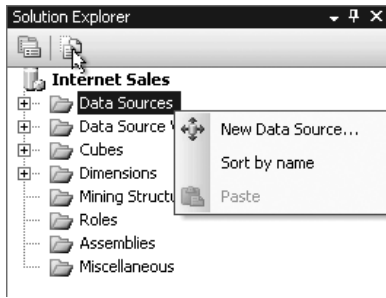 Solution Explorer
Internet Sales
Data Sources
Data Source
Cubes
Dimensions
Mining
Roles
Assemblies
Miscellaneous
New Data Source...
Sort by name
Paste